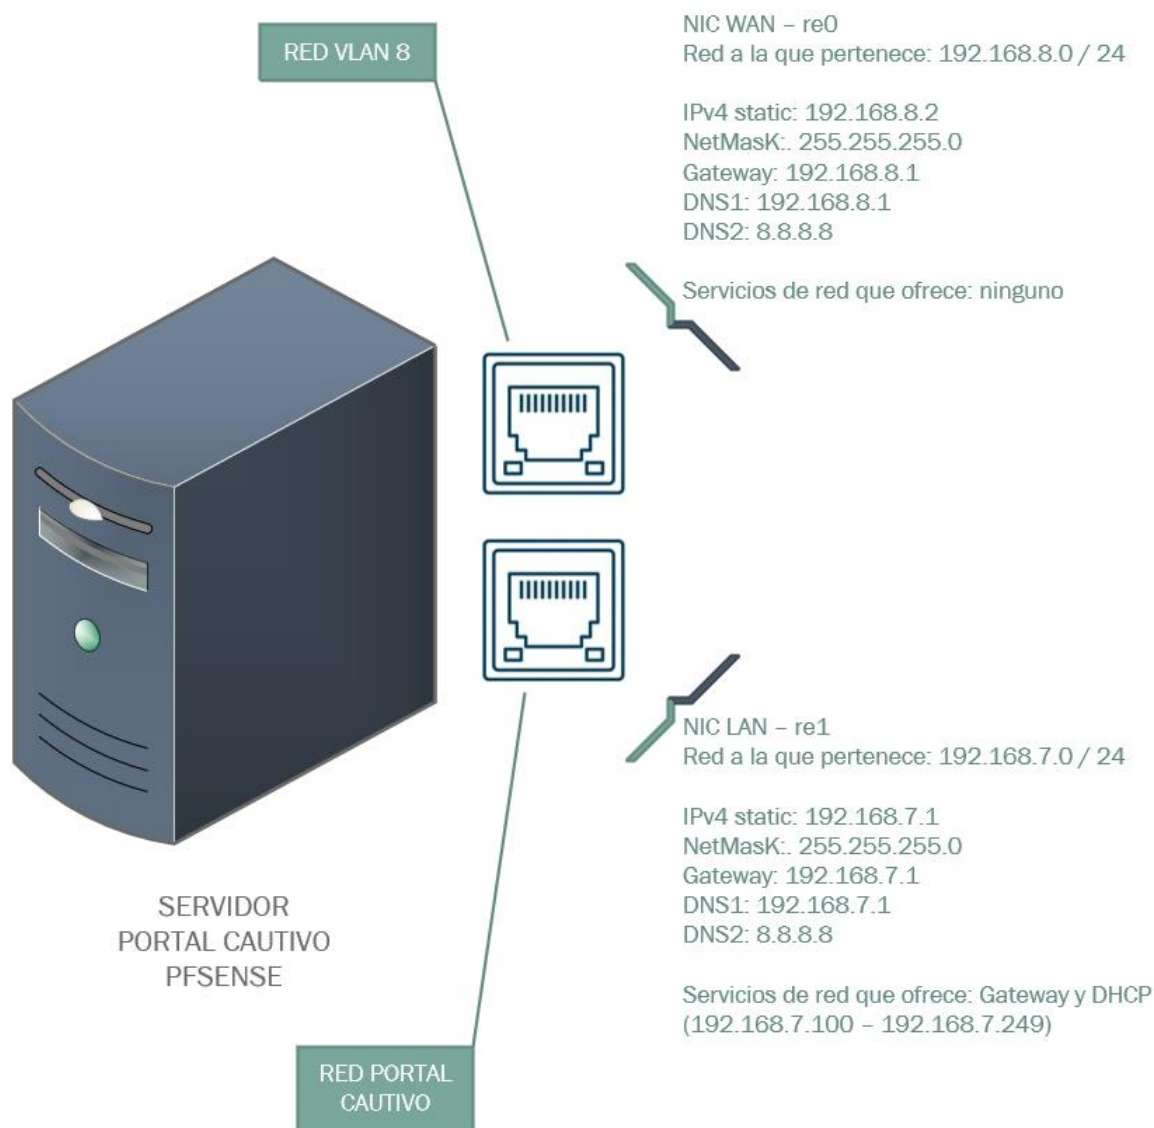 RED VLAN 8
NIC WAN – re0
Red a la que pertenece: 192.168.8.0 / 24
IPv4 static: 192.168.8.2
NetMasK:. 255.255.255.0
Gateway: 192.168.8.1
DNS1: 192.168.8.1
DNS2: 8.8.8.8
Servicios de red que ofrece: ninguno
NIC LAN – re1
Red a la que pertenece: 192.168.7.0 / 24
IPv4 static: 192.168.7.1
NetMasK:. 255.255.255.0
Gateway: 192.168.7.1
DNS1: 192.168.7.1
DNS2: 8.8.8.8
Servicios de red que ofrece: Gateway y DHCP
(192.168.7.100 – 192.168.7.249)
SERVIDOR
PORTAL CAUTIVO
PFSENSE
RED PORTAL
CAUTIVO